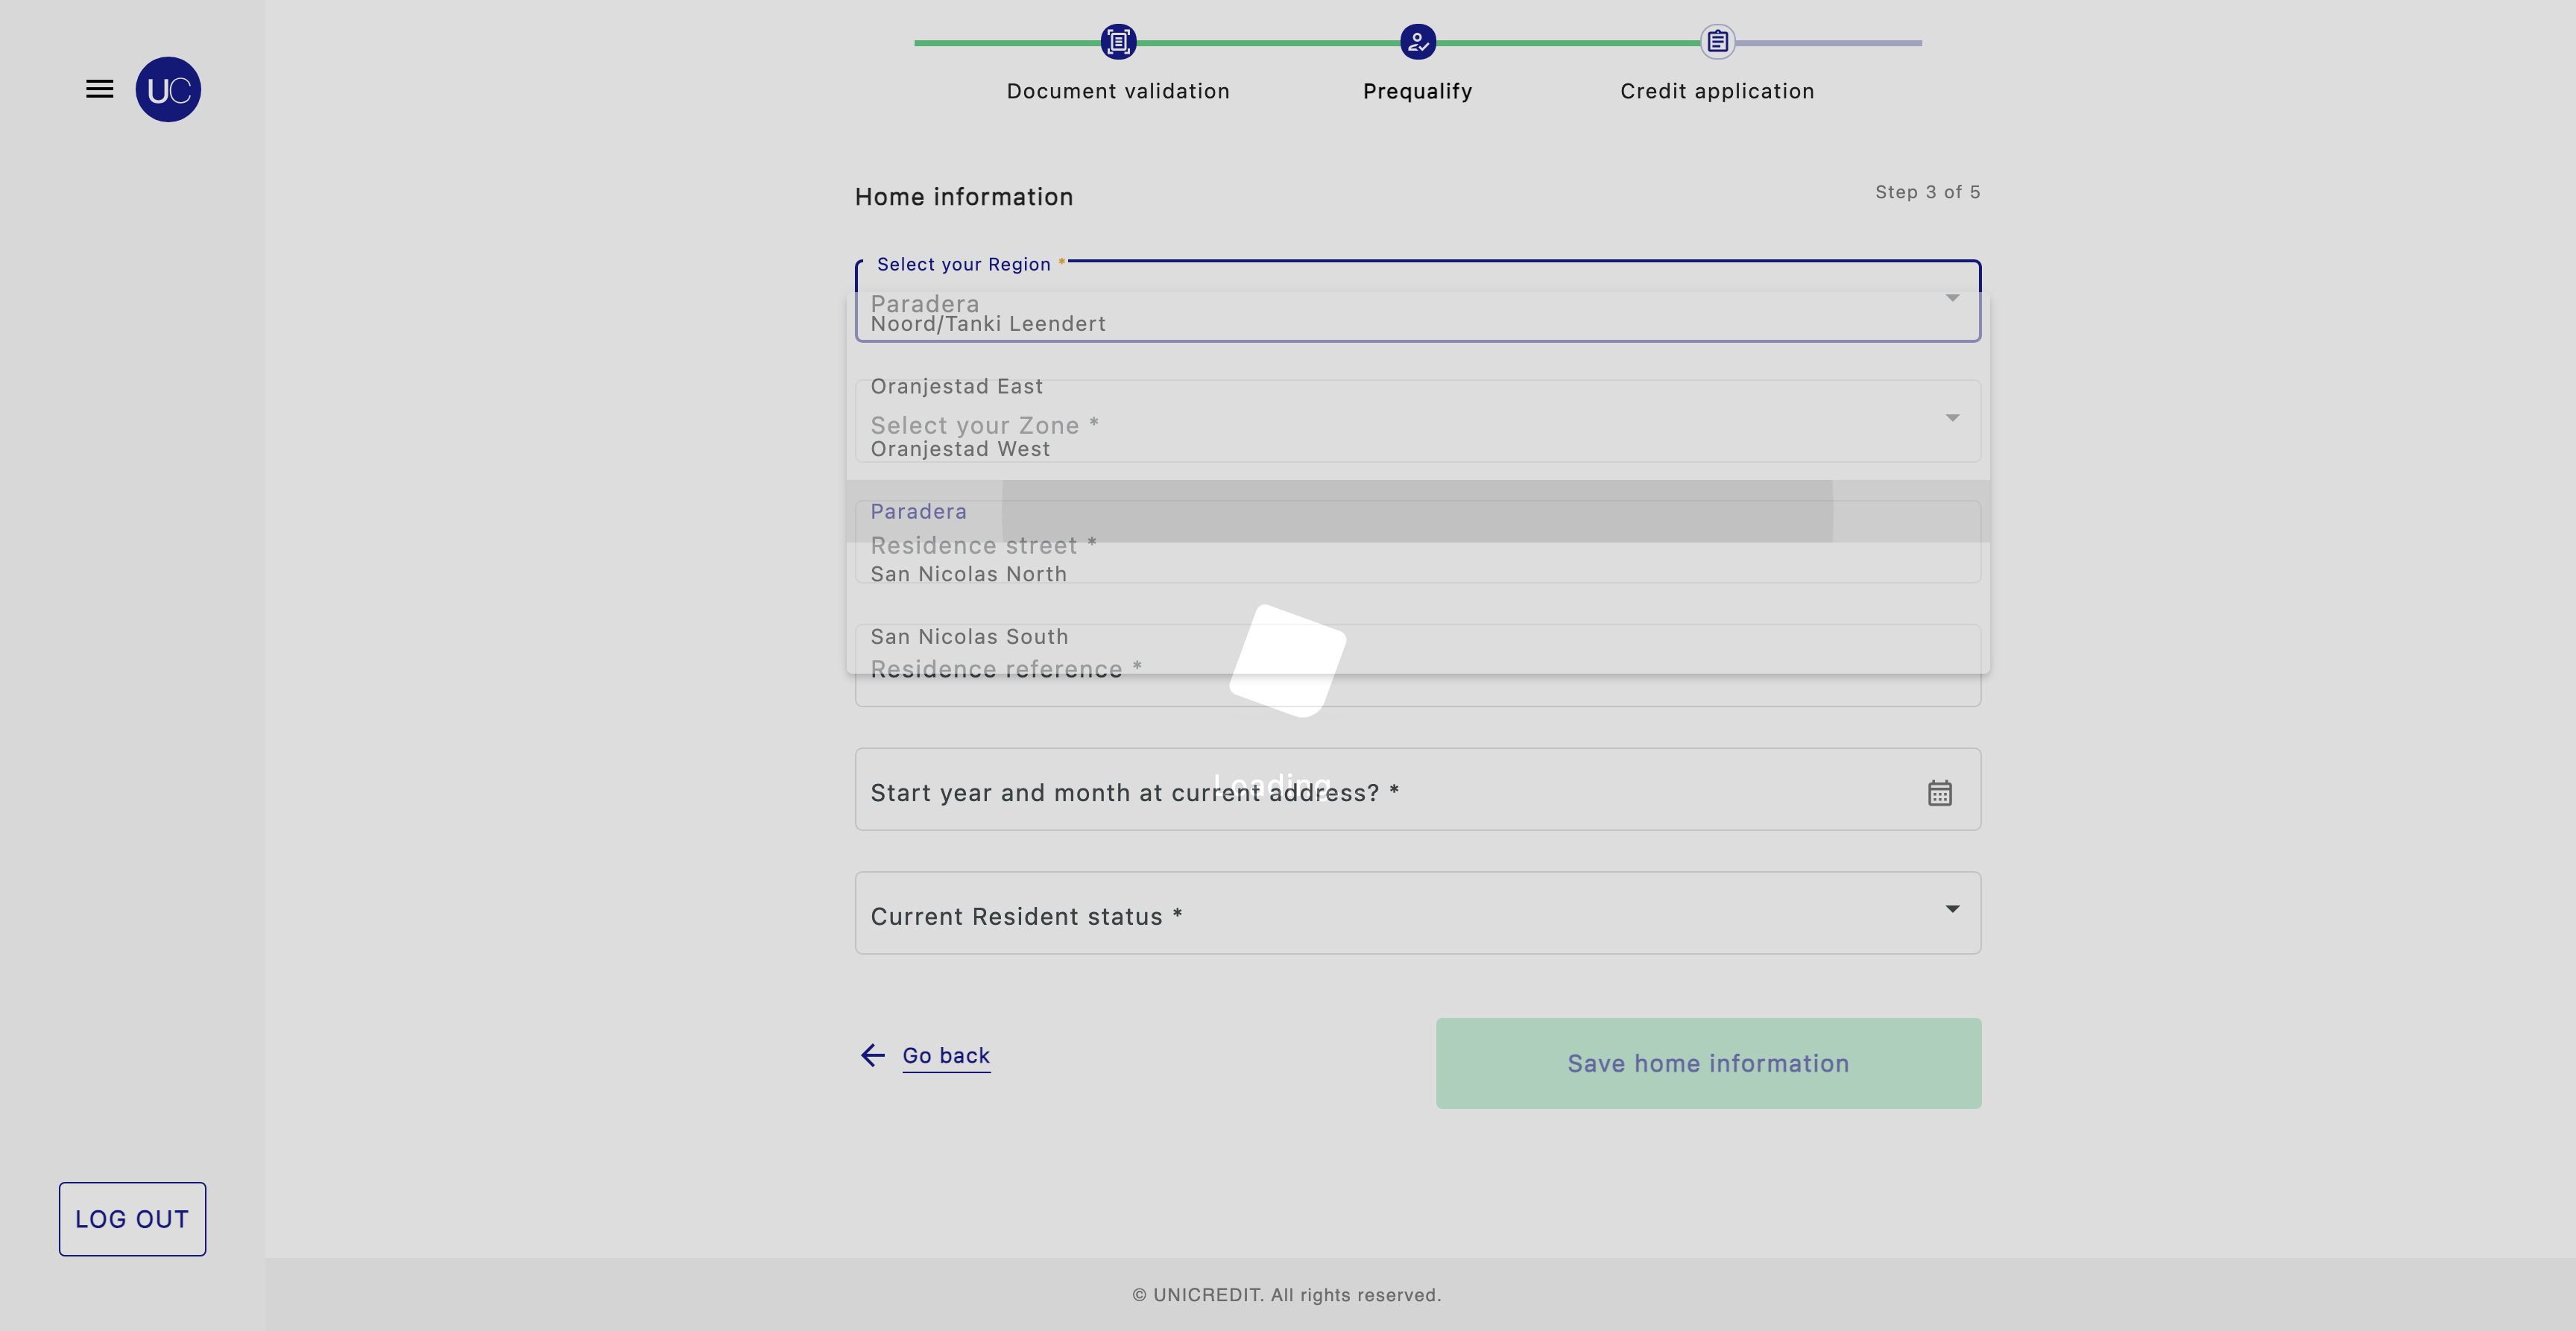 UC
Document validation
Prequalify
Credit application
Home information
Step 3 of 5
Select your Region *
Paradera
Noord/Tanki Leendert
Oranjestad East
Select your Zone *
Oranjestad West
Paradera
Residence street *
San Nicolas North
San Nicolas South
Residence reference *
Loading
Start year and month at current address? *
Current Resident status *
Go back
Save home information
LOG OUT
© UNICREDIT. All rights reserved.